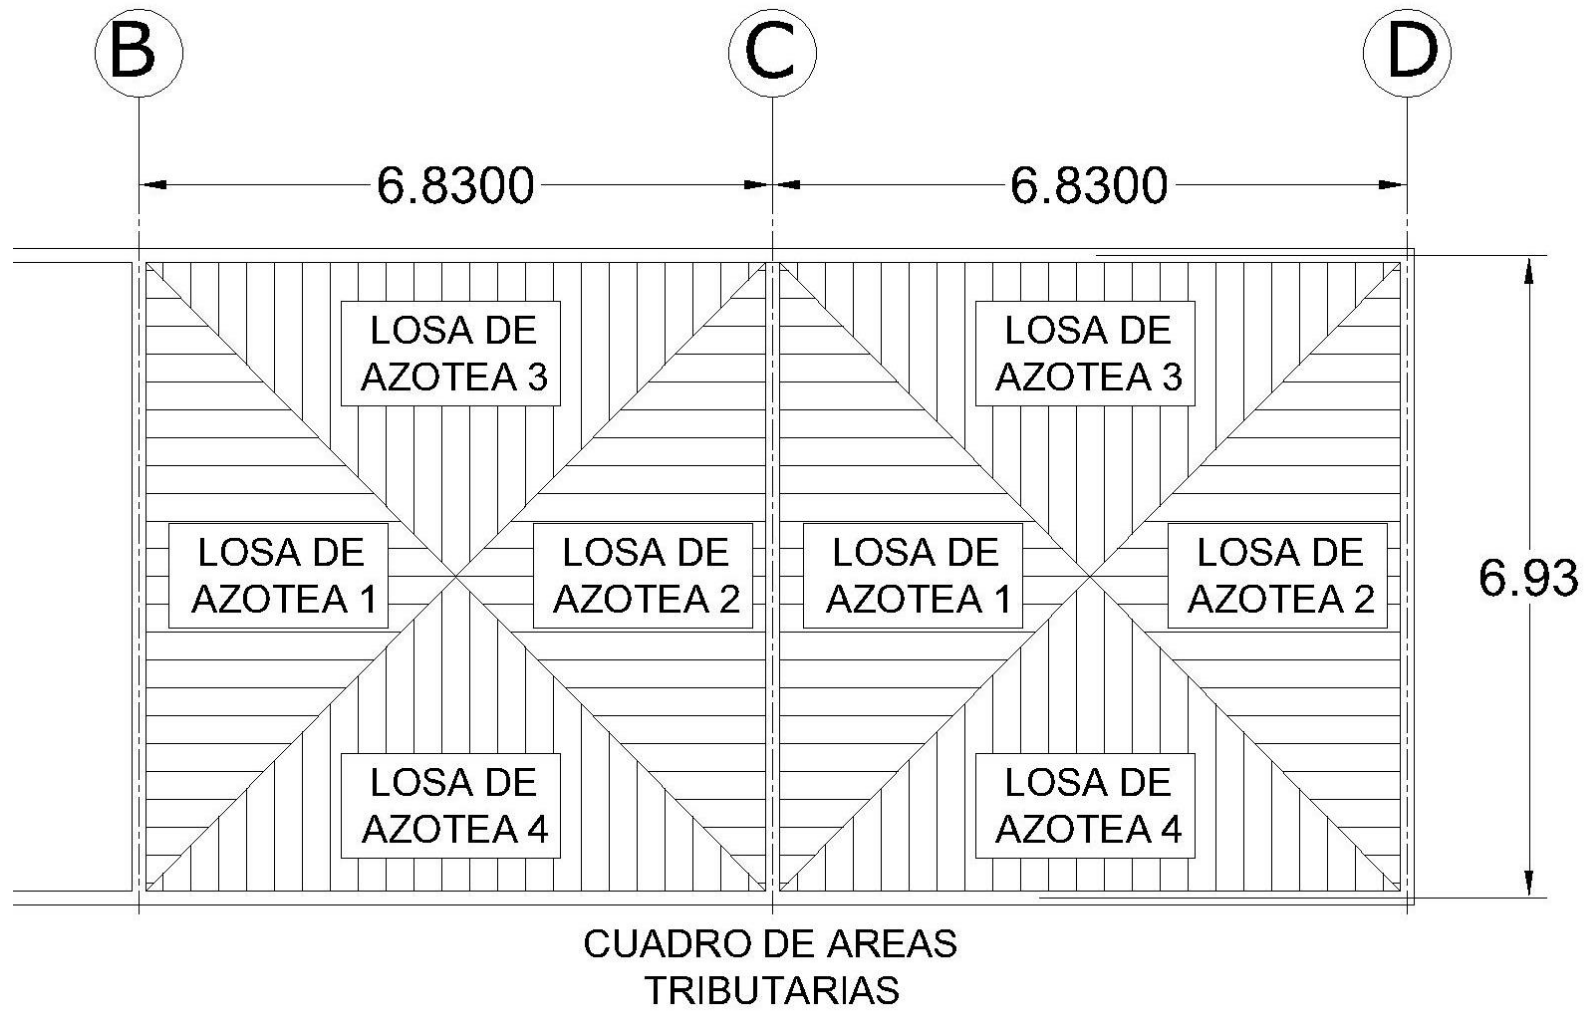 B
C
D
6.8300
6.8300
LOSA DE
AZOTEA 3
LOSA DE
AZOTEA 3
LOSA DE
AZOTEA 1
LOSA DE
AZOTEA 2
LOSA DE
AZOTEA 1
LOSA DE
AZOTEA 2
6.93
LOSA DE
AZOTEA 4
LOSA DE
AZOTEA 4
CUADRO DE AREAS
TRIBUTARIAS